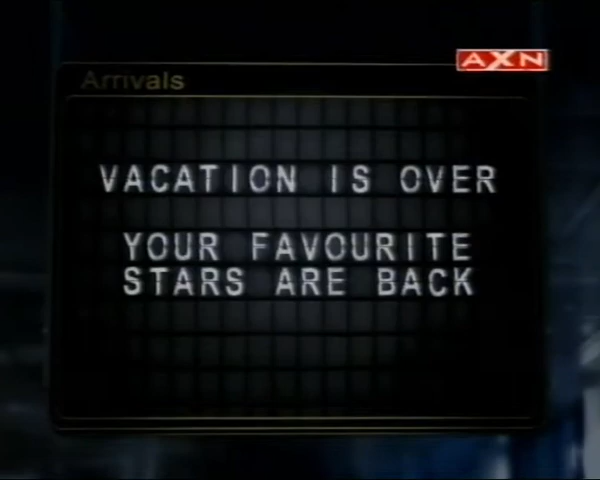 AXN
Arrivals
VACATION IS OVER
YOUR FAVOURITE
STARS ARE BACK